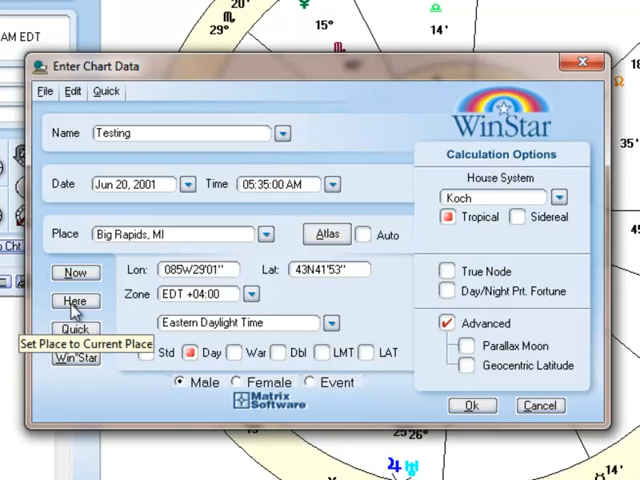 20'
29°
15°
14'
AM EDT
Enter Chart Data
File Edit Quick
WinStar
Name Testing
Calculation Options
House System
Koch
Tropical Sidereal
Date Jun 20, 2001 Time 05:35:00 AM
35'
Place Big Rapids, MI Atlas Auto
Now Lon: 085W29'01" Lat: 43N41'53"
True Node
Here Zone EDT +04:00
Day/Night Prt. Fortune
Quick Eastern Daylight Time
Advanced
Set Place to Current Place
Parallax Moon
Win*Star Std Day War Dbl LMT LAT
Geocentric Latitude
Male Female Event
Matrix
Software
Ok Cancel
26'
14'